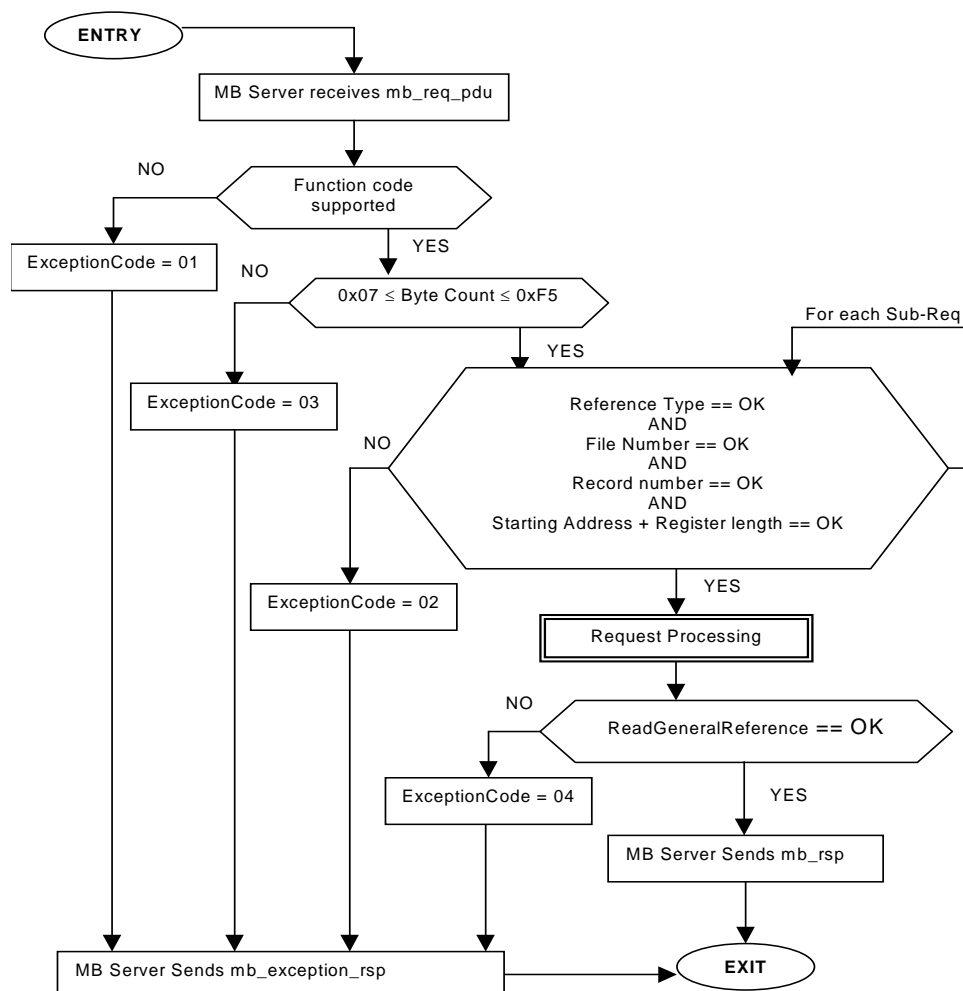 ENTRY
MB Server receives mb_req_pdu
NO
Function code
supported
YES
ExceptionCode = 01
NO
0x07 ≤ Byte Count ≤ 0xF5
For each Sub-Req
YES
ExceptionCode = 03
NO
Reference Type == OK
AND
File Number == OK
AND
Record number == OK
AND
Starting Address + Register length == OK
YES
ExceptionCode = 02
Request Processing
NO
ReadGeneralReference == OK
ExceptionCode = 04
YES
MB Server Sends mb_rsp
MB Server Sends mb_exception_rsp
EXIT